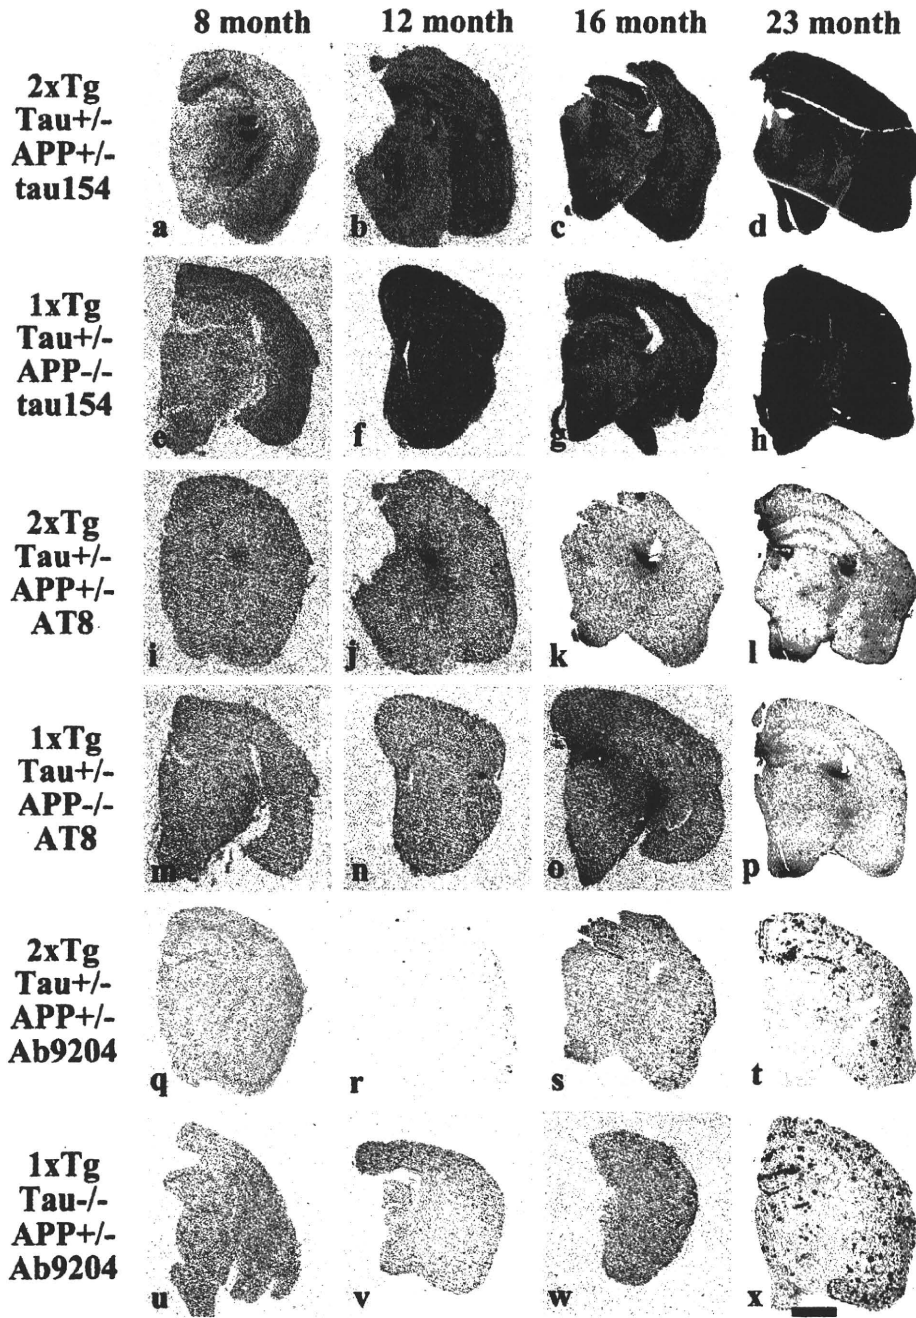 8 month 12 month 16 month 23 month
2xTg
Tau+/-
APP+/-
tau154
a b c d
1xTg
Tau+/-
APP-/-
tau154
e f g h
2xTg
Tau+/-
APP+/-
AT8
i j k l
1xTg
Tau+/-
APP-/-
AT8
m n o p
2xTg
Tau+/-
APP+/-
Ab9204
q r s t
1xTg
Tau-/-
APP+/-
Ab9204
u v w x